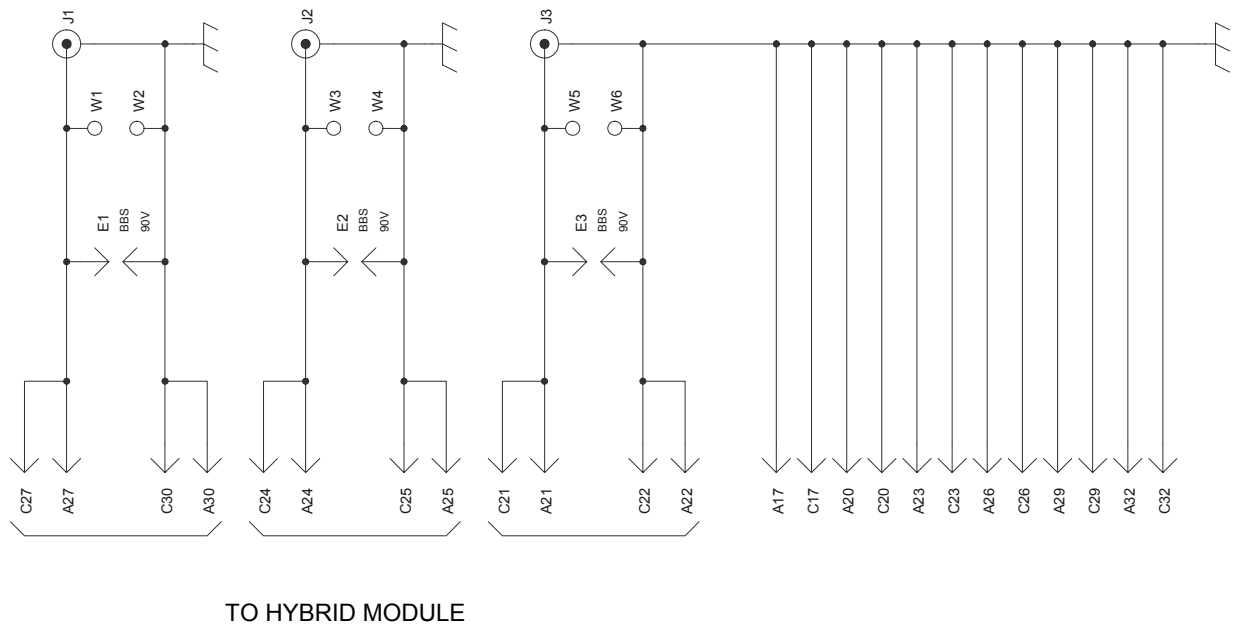 J1
J2
J3
W1
W2
W3
W4
W5
W6
E1
BBS
90V
E2
BBS
90V
E3
BBS
90V
C27
A27
C30
A30
C24
A24
C25
A25
C21
A21
C22
A22
A17
C17
A20
C20
A23
C23
A26
C26
A29
C29
A32
C32
TO HYBRID MODULE